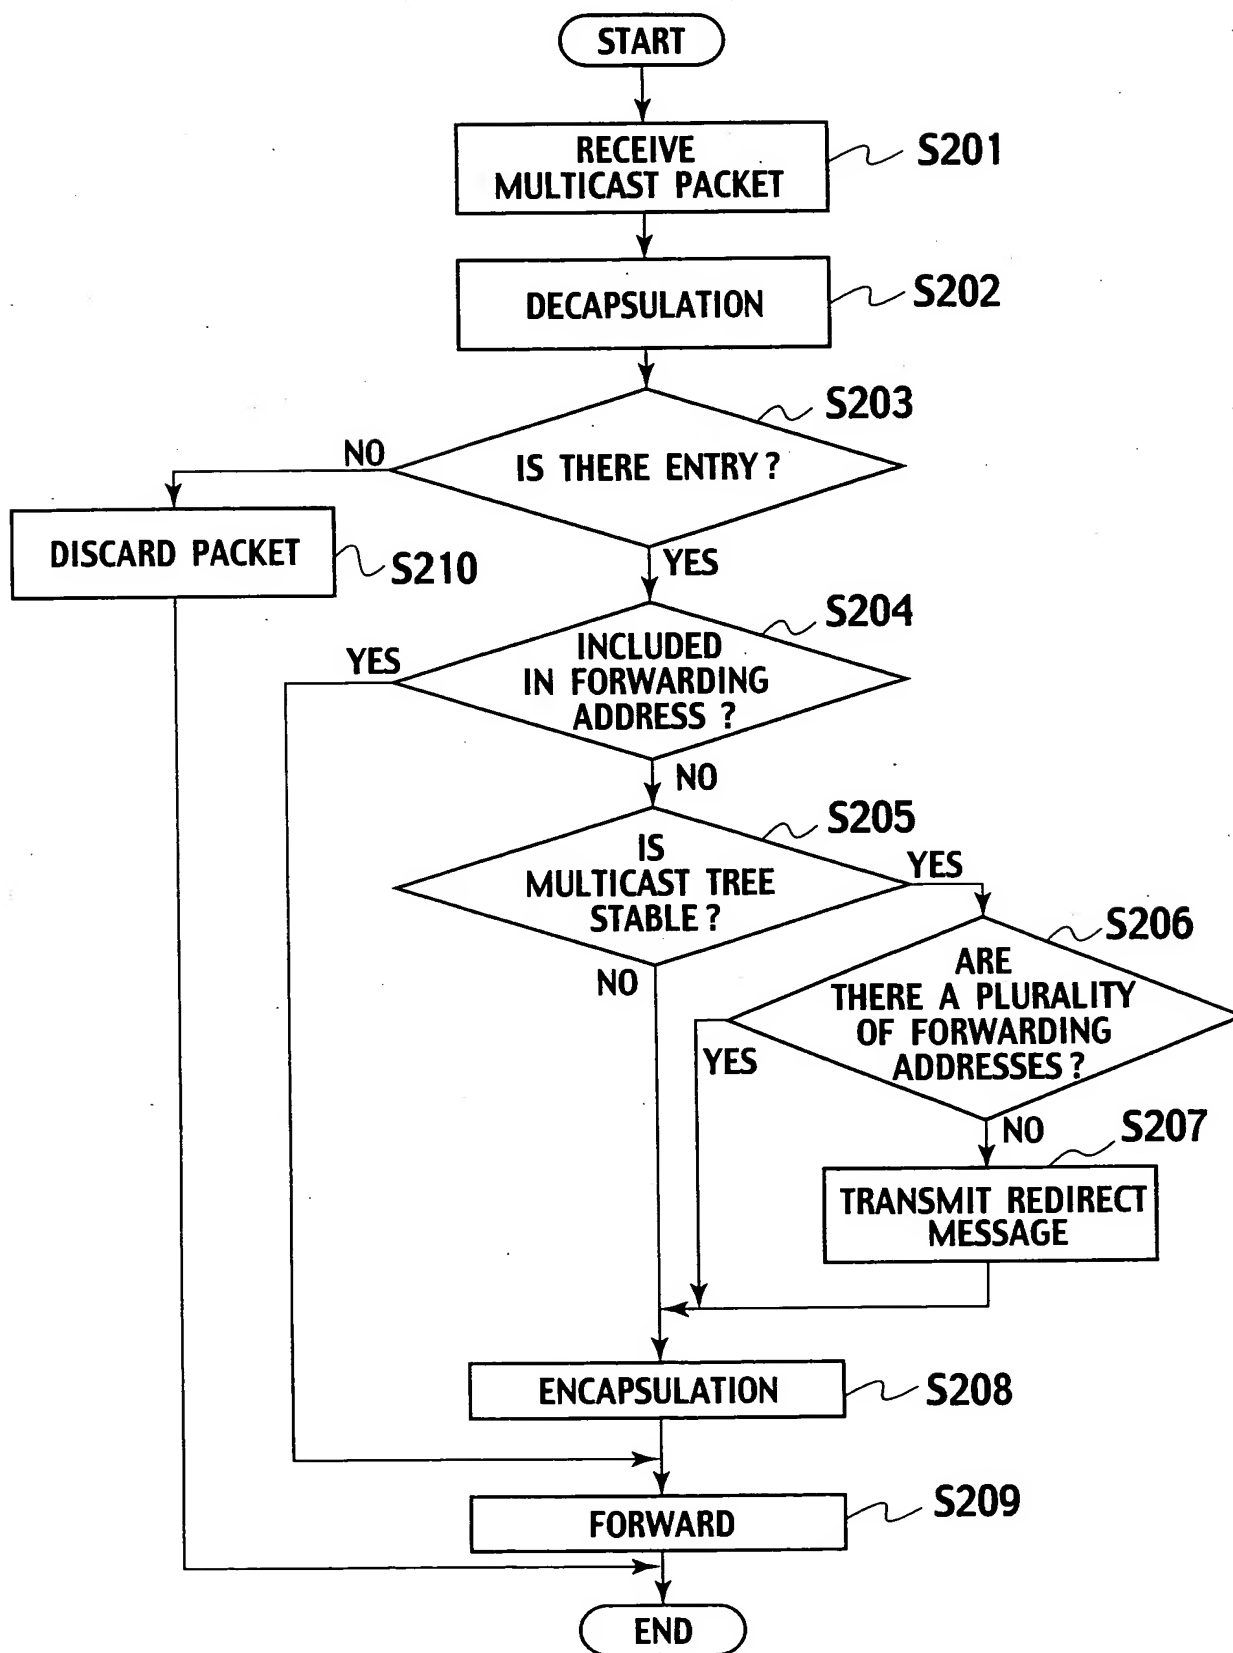 START
RECEIVE
MULTICAST PACKET
S201
DECAPSULATION
S202
S203
NO
IS THERE ENTRY ?
DISCARD PACKET
S210
YES
S204
YES
INCLUDED
IN FORWARDING
ADDRESS ?
NO
S205
IS
MULTICAST TREE
STABLE ?
YES
S206
NO
ARE
THERE A PLURALITY
OF FORWARDING
ADDRESSES ?
YES
NO
S207
TRANSMIT REDIRECT
MESSAGE
ENCAPSULATION
S208
FORWARD
S209
END